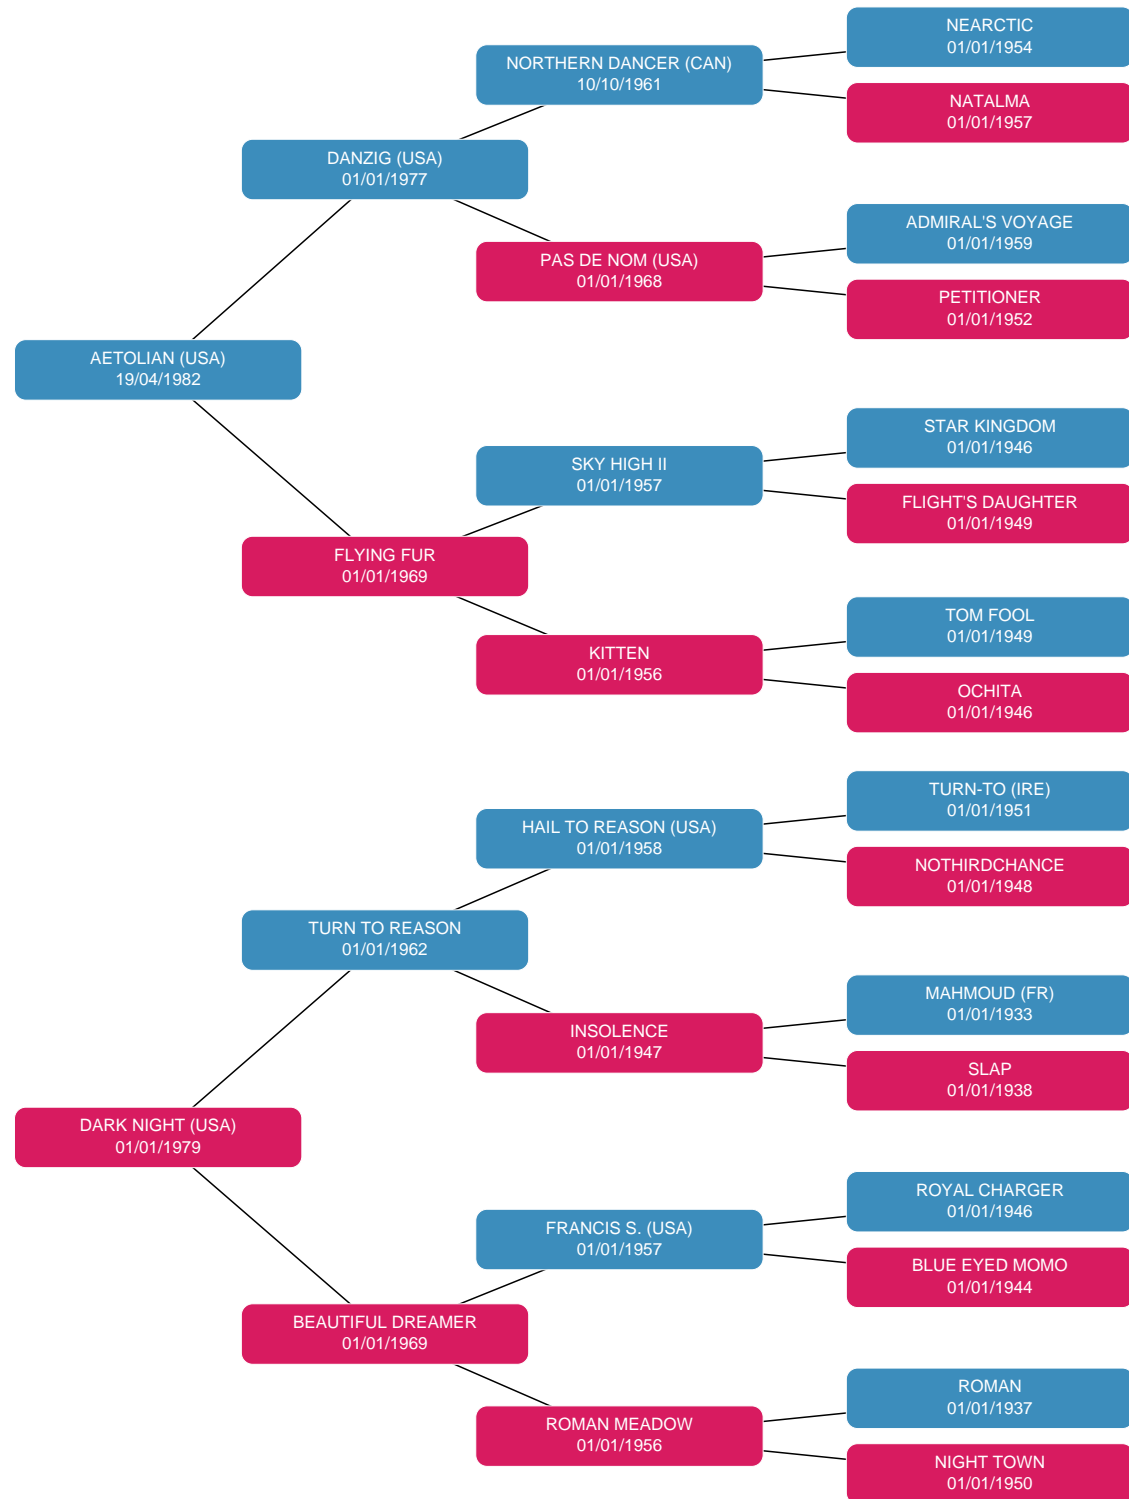 NEARCTIC
01/01/1954
NORTHERN DANCER (CAN)
10/10/1961
NATALMA
01/01/1957
DANZIG (USA)
01/01/1977
ADMIRAL'S VOYAGE
01/01/1959
PAS DE NOM (USA)
01/01/1968
PETITIONER
01/01/1952
AETOLIAN (USA)
19/04/1982
STAR KINGDOM
01/01/1946
SKY HIGH II
01/01/1957
FLIGHT'S DAUGHTER
01/01/1949
FLYING FUR
01/01/1969
TOM FOOL
01/01/1949
KITTEN
01/01/1956
OCHITA
01/01/1946
TURN-TO (IRE)
01/01/1951
HAIL TO REASON (USA)
01/01/1958
NOTHIRDCHANCE
01/01/1948
TURN TO REASON
01/01/1962
MAHMOUD (FR)
01/01/1933
INSOLENCE
01/01/1947
SLAP
01/01/1938
DARK NIGHT (USA)
01/01/1979
ROYAL CHARGER
01/01/1946
FRANCIS S. (USA)
01/01/1957
BLUE EYED MOMO
01/01/1944
BEAUTIFUL DREAMER
01/01/1969
ROMAN
01/01/1937
ROMAN MEADOW
01/01/1956
NIGHT TOWN
01/01/1950